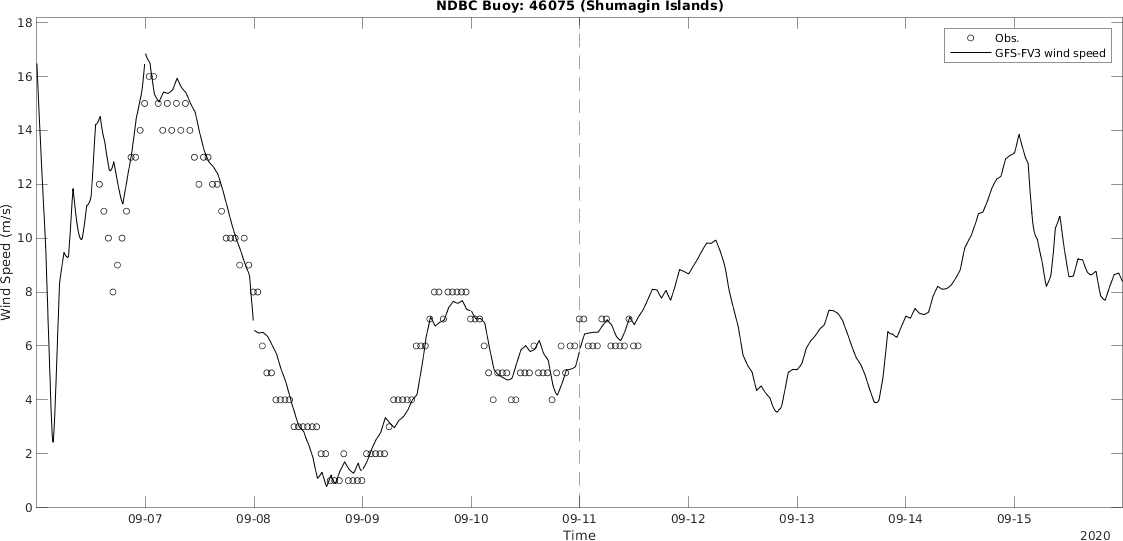 NDBC Buoy: 46075 (Shumagin Islands)
Obs.
GFS-FV3 wind speed
Wind Speed (m/s)
18
16
14
12
10
8
6
4
2
0
09-07 09-08 09-09 09-10 09-11 09-12 09-13 09-14 09-15
Time
2020